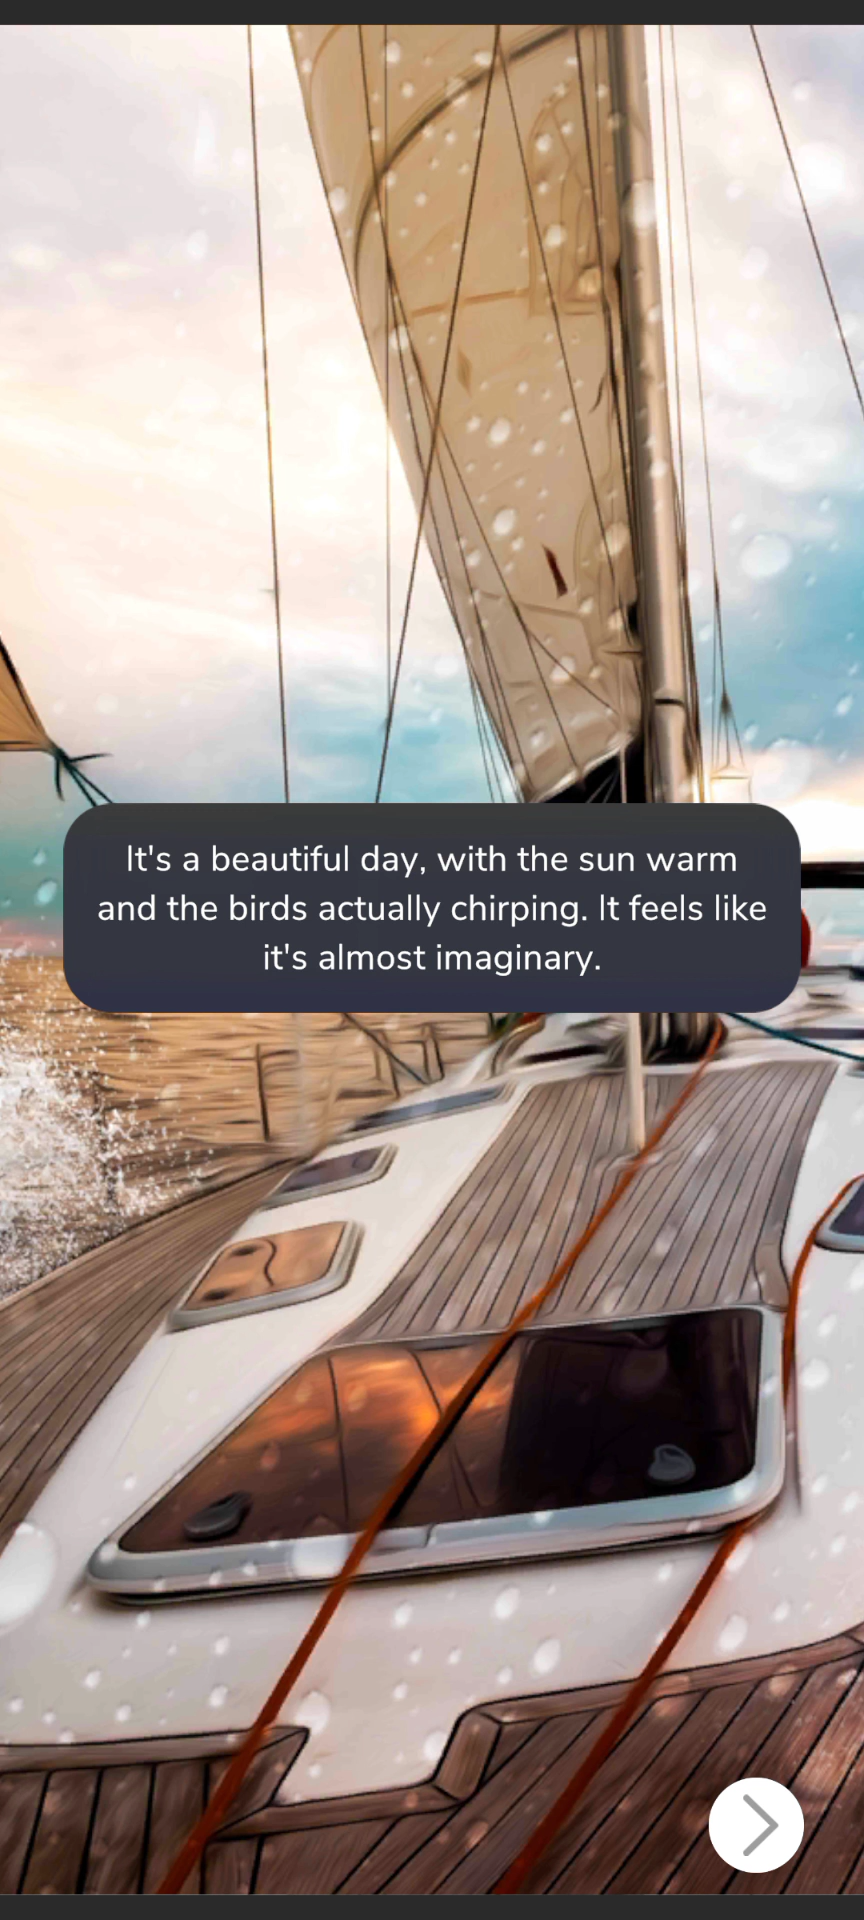 It's a beautiful day, with the sun warm
and the birds actually chirping. It feels like
it's almost imaginary.